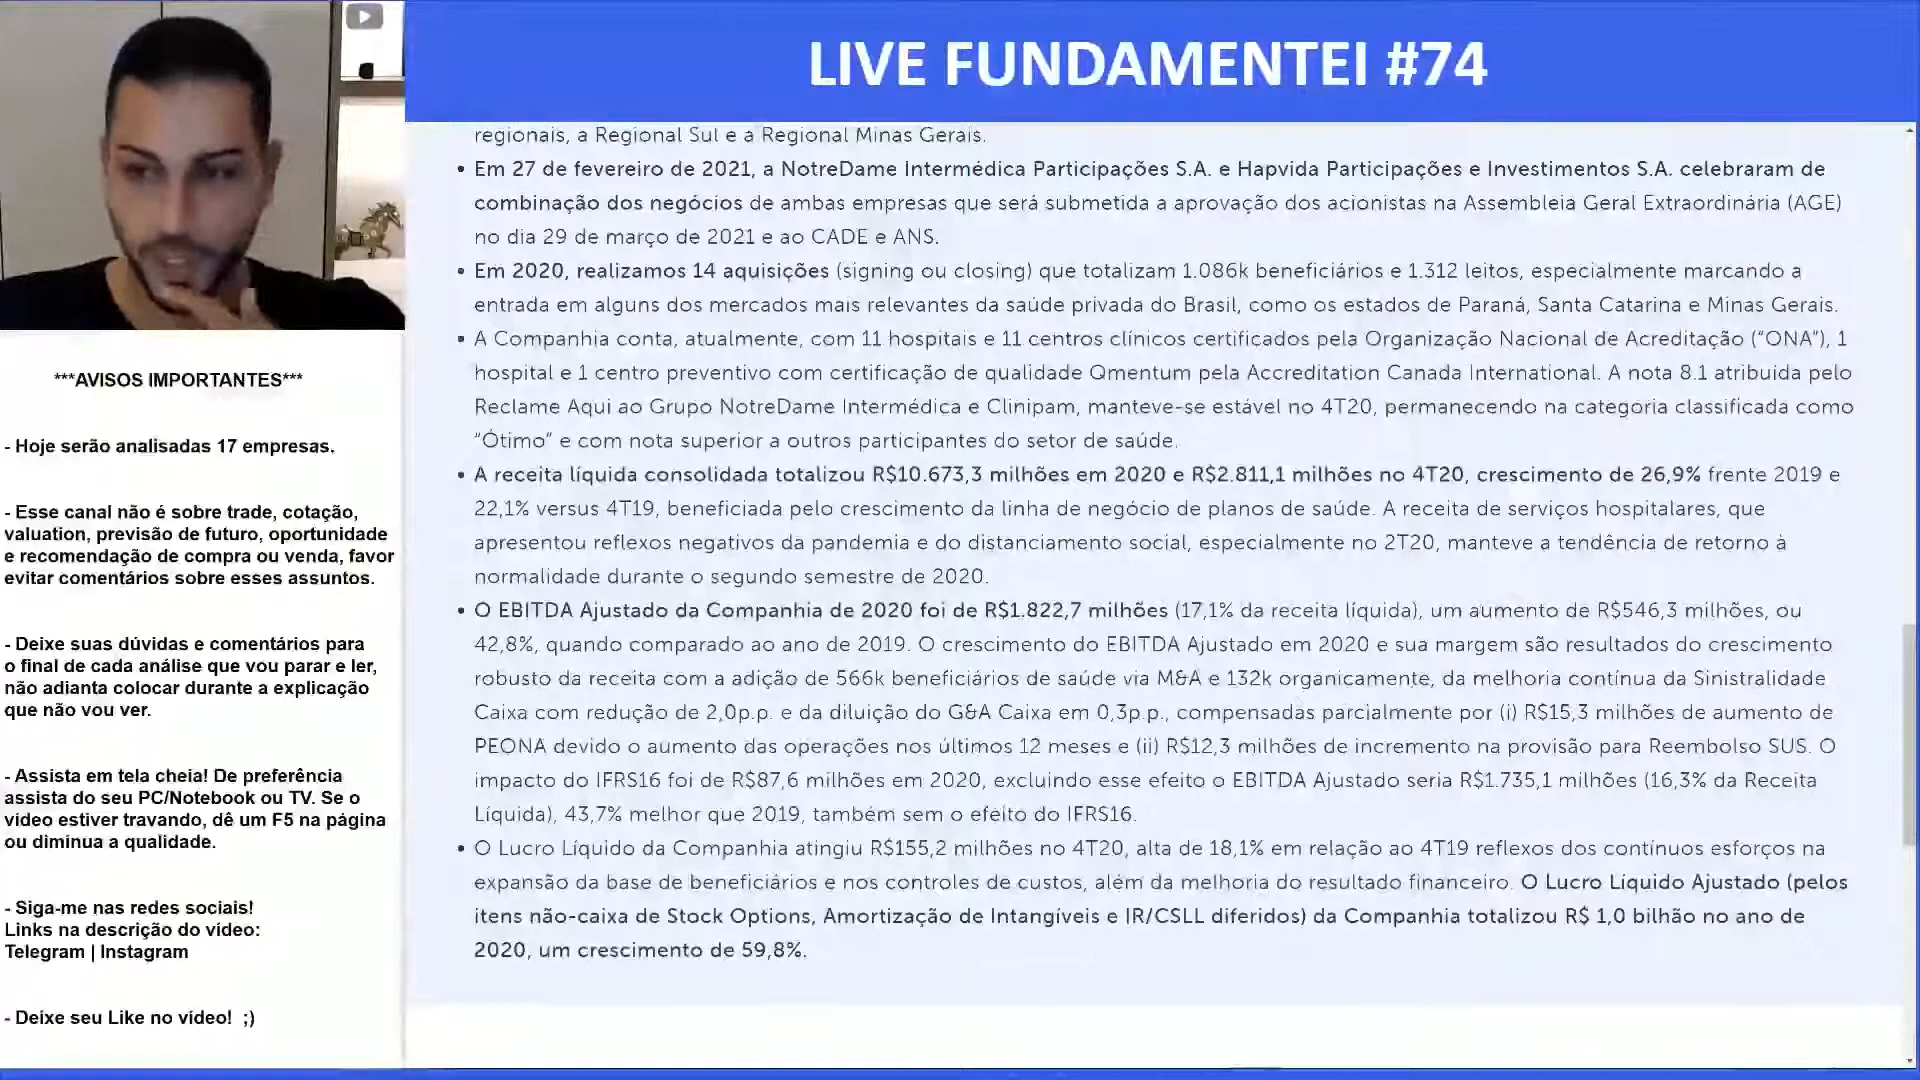 LIVE FUNDAMENTEI #74
regionais, a Regional Sul e a Regional Minas Gerais.
• Em 27 de fevereiro de 2021, a NotreDame Intermédica Participações S.A. e Hapvida Participações e Investimentos S.A. celebraram de
combinação dos negócios de ambas empresas que será submetida a aprovação dos acionistas na Assembleia Geral Extraordinária (AGE)
no dia 29 de março de 2021 e ao CADE e ANS.
• Em 2020, realizamos 14 aquisições (signing ou closing) que totalizam 1.086k beneficiários e 1.312 leitos, especialmente marcando a
entrada em alguns dos mercados mais relevantes da saúde privada do Brasil, como os estados de Paraná, Santa Catarina e Minas Gerais.
• A Companhia conta, atualmente, com 11 hospitais e 11 centros clínicos certificados pela Organização Nacional de Acreditação (“ONA”), 1
hospital e 1 centro preventivo com certificação de qualidade Qmentum pela Accreditation Canada International. A nota 8.1 atribuida pelo
Reclame Aqui ao Grupo NotreDame Intermédica e Clinipam, manteve-se estável no 4T20, permanecendo na categoria classificada como
“Ótimo” e com nota superior a outros participantes do setor de saúde.
• A receita líquida consolidada totalizou R$10.673,3 milhões em 2020 e R$2.811,1 milhões no 4T20, crescimento de 26,9% frente 2019 e
22,1% versus 4T19, beneficiada pelo crescimento da linha de negócio de planos de saúde. A receita de serviços hospitalares, que
apresentou reflexos negativos da pandemia e do distanciamento social, especialmente no 2T20, manteve a tendência de retorno à
normalidade durante o segundo semestre de 2020.
• O EBITDA Ajustado da Companhia de 2020 foi de R$1.822,7 milhões (17,1% da receita líquida), um aumento de R$546,3 milhões, ou
42,8%, quando comparado ao ano de 2019. O crescimento do EBITDA Ajustado em 2020 e sua margem são resultados do crescimento
robusto da receita com a adição de 566k beneficiários de saúde via M&A e 132k organicamente, da melhoria contínua da Sinistralidade
Caixa com redução de 2,0p.p. e da diluição do G&A Caixa em 0,3p.p., compensadas parcialmente por (i) R$15,3 milhões de aumento de
PEONA devido o aumento das operações nos últimos 12 meses e (ii) R$12,3 milhões de incremento na provisão para Reembolso SUS. O
impacto do IFRS16 foi de R$87,6 milhões em 2020, excluindo esse efeito o EBITDA Ajustado seria R$1.735,1 milhões (16,3% da Receita
Líquida), 43,7% melhor que 2019, também sem o efeito do IFRS16.
• O Lucro Líquido da Companhia atingiu R$155,2 milhões no 4T20, alta de 18,1% em relação ao 4T19 reflexos dos contínuos esforços na
expansão da base de beneficiários e nos controles de custos, além da melhoria do resultado financeiro. O Lucro Líquido Ajustado (pelos
itens não-caixa de Stock Options, Amortização de Intangíveis e IR/CSLL diferidos) da Companhia totalizou R$ 1,0 bilhão no ano de
2020, um crescimento de 59,8%.
***AVISOS IMPORTANTES***
- Hoje serão analisadas 17 empresas.
- Esse canal não é sobre trade, cotação,
valuation, previsão de futuro, oportunidade
e recomendação de compra ou venda, favor
evitar comentários sobre esses assuntos.
- Deixe suas dúvidas e comentários para
o final de cada análise que vou parar e ler,
não adianta colocar durante a explicação
que não vou ver.
- Assista em tela cheia! De preferência
assista do seu PC/Notebook ou TV. Se o
vídeo estiver travando, dê um F5 na página
ou diminua a qualidade.
- Siga-me nas redes sociais!
Links na descrição do vídeo:
Telegram | Instagram
- Deixe seu Like no vídeo! ;)